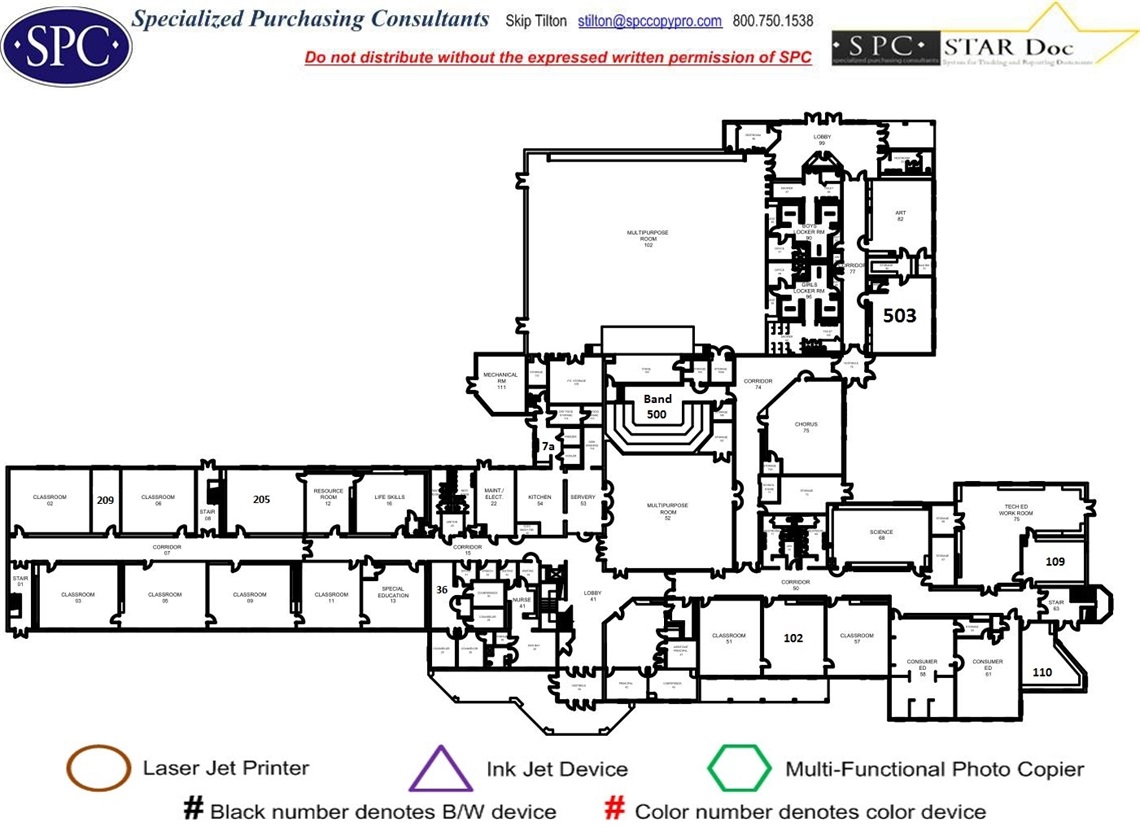 SPC
Specialized Purchasing Consultants Skip Tilton stilton@spccopypro.com 800.750.1538
Do not distribute without the expressed written permission of SPC
· S P C · STAR Doc
specialized purchasing consultants System for Tracking and Reporting Documents
LOBBY
99
ART
82
MULTIPURPOSE
ROOM
102
BOYS
LOCKER RM
90
CORRIDOR
77
GIRLS
LOCKER RM
95
503
MECHANICAL
RM
111
CORRIDOR
74
Band
500
CHORUS
75
7a
CLASSROOM
02
209
CLASSROOM
06
STAIR
08
205
RESOURCE
ROOM
12
LIFE SKILLS
16
MAINT./
ELECT.
22
KITCHEN
54
SERVERY
53
MULTIPURPOSE
ROOM
52
SCIENCE
68
TECH ED
WORK ROOM
75
CORRIDOR
07
CORRIDOR
15
109
STAIR
01
CLASSROOM
03
CLASSROOM
05
CLASSROOM
09
CLASSROOM
11
SPECIAL
EDUCATION
13
36
NURSE
41
LOBBY
41
CORRIDOR
50
STAIR
63
CLASSROOM
51
102
CLASSROOM
57
CONSUMER
ED
58
CONSUMER
ED
61
110
Laser Jet Printer
Ink Jet Device
Multi-Functional Photo Copier
# Black number denotes B/W device
# Color number denotes color device